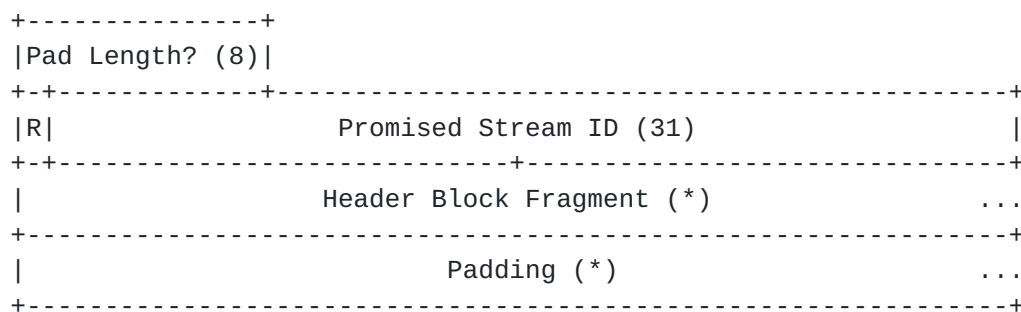 +---------------+
|Pad Length? (8)|
+-+-------------+-----------------------------------------------+
|R|                  Promised Stream ID (31)                    |
+-+-----------------------------+-------------------------------+
|                   Header Block Fragment (*)                 ...
+---------------------------------------------------------------+
|                           Padding (*)                       ...
+---------------------------------------------------------------+